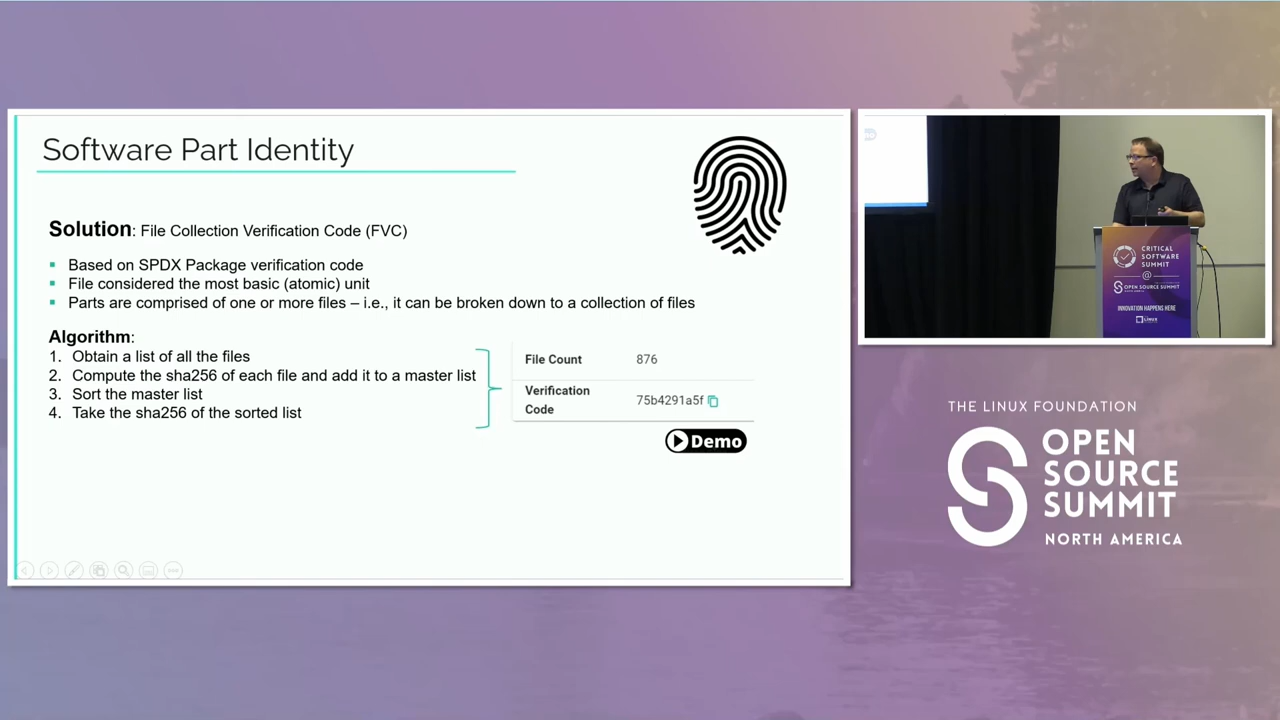 Software Part Identity
Solution: File Collection Verification Code (FVC)
▪ Based on SPDX Package verification code
▪ File considered the most basic (atomic) unit
▪ Parts are comprised of one or more files – i.e., it can be broken down to a collection of files
Algorithm:
1. Obtain a list of all the files
2. Compute the sha256 of each file and add it to a master list
3. Sort the master list
4. Take the sha256 of the sorted list
File Count 876
Verification
Code 75b4291a5f
Demo
CRITICAL
SOFTWARE
SUMMIT
@
OPEN SOURCE SUMMIT
INNOVATION HAPPENS HERE
LINUX
THE LINUX FOUNDATION
OPEN
SOURCE
SUMMIT
NORTH AMERICA